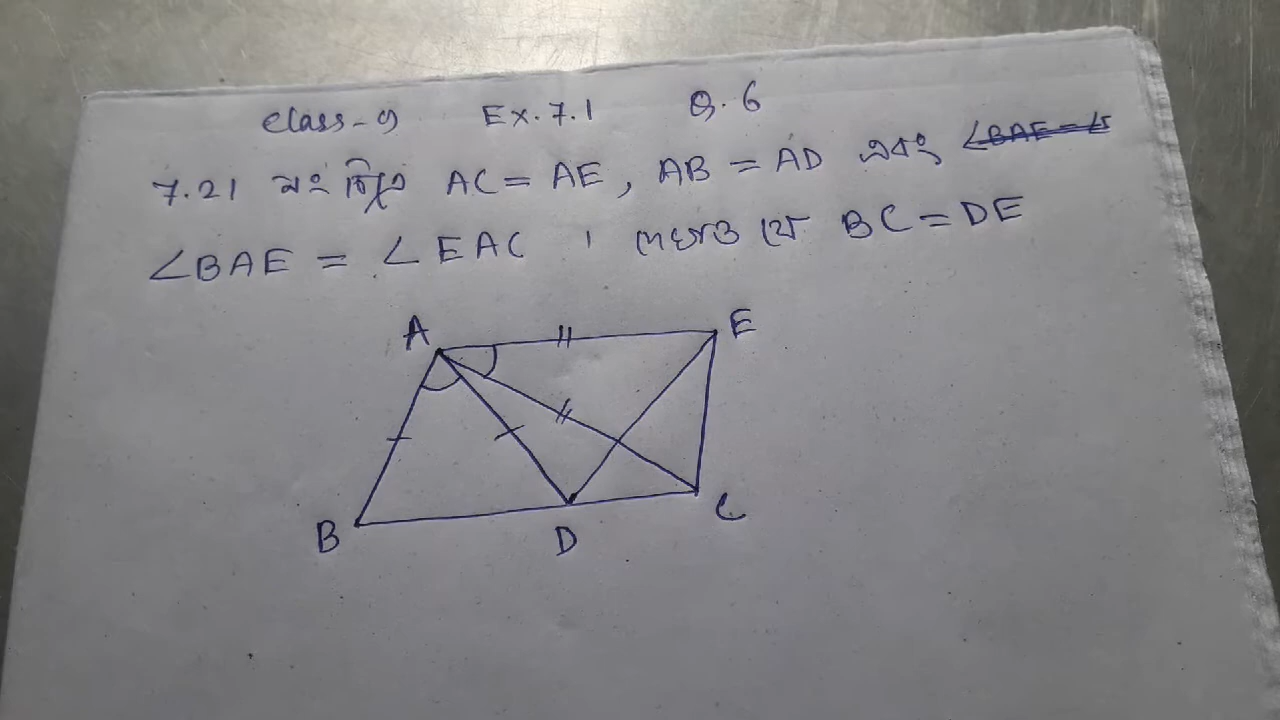 Class-9 Ex. 7.1 Q. 6
7.21 নং চিত্রে AC = AE, AB = AD এবং ∠BAE = ∠
∠BAE = ∠EAC । দেখাও যে BC = DE
A
E
B
D
C